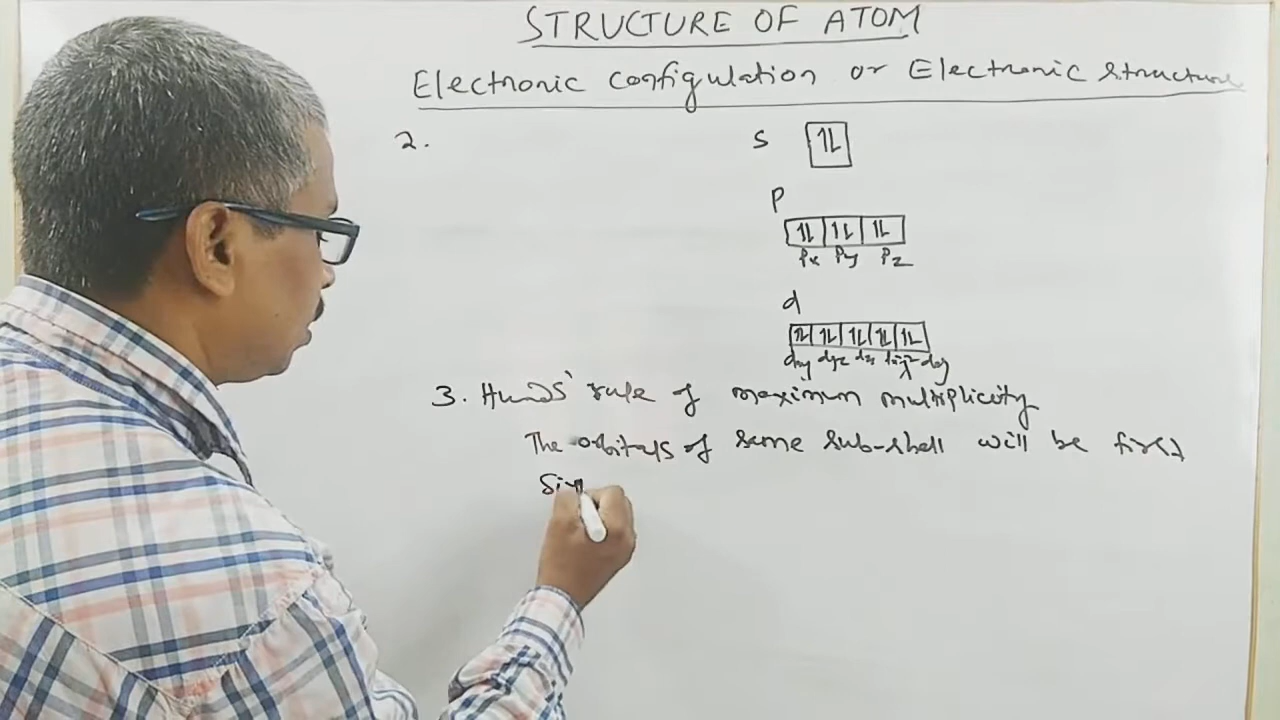 STRUCTURE OF ATOM
Electronic configulation or Electronic structure
2.
s
P
Px Py Pz
d
3. Hunds' rule of maximum multiplicity
The orbitals of same sub-shell will be first
Sin